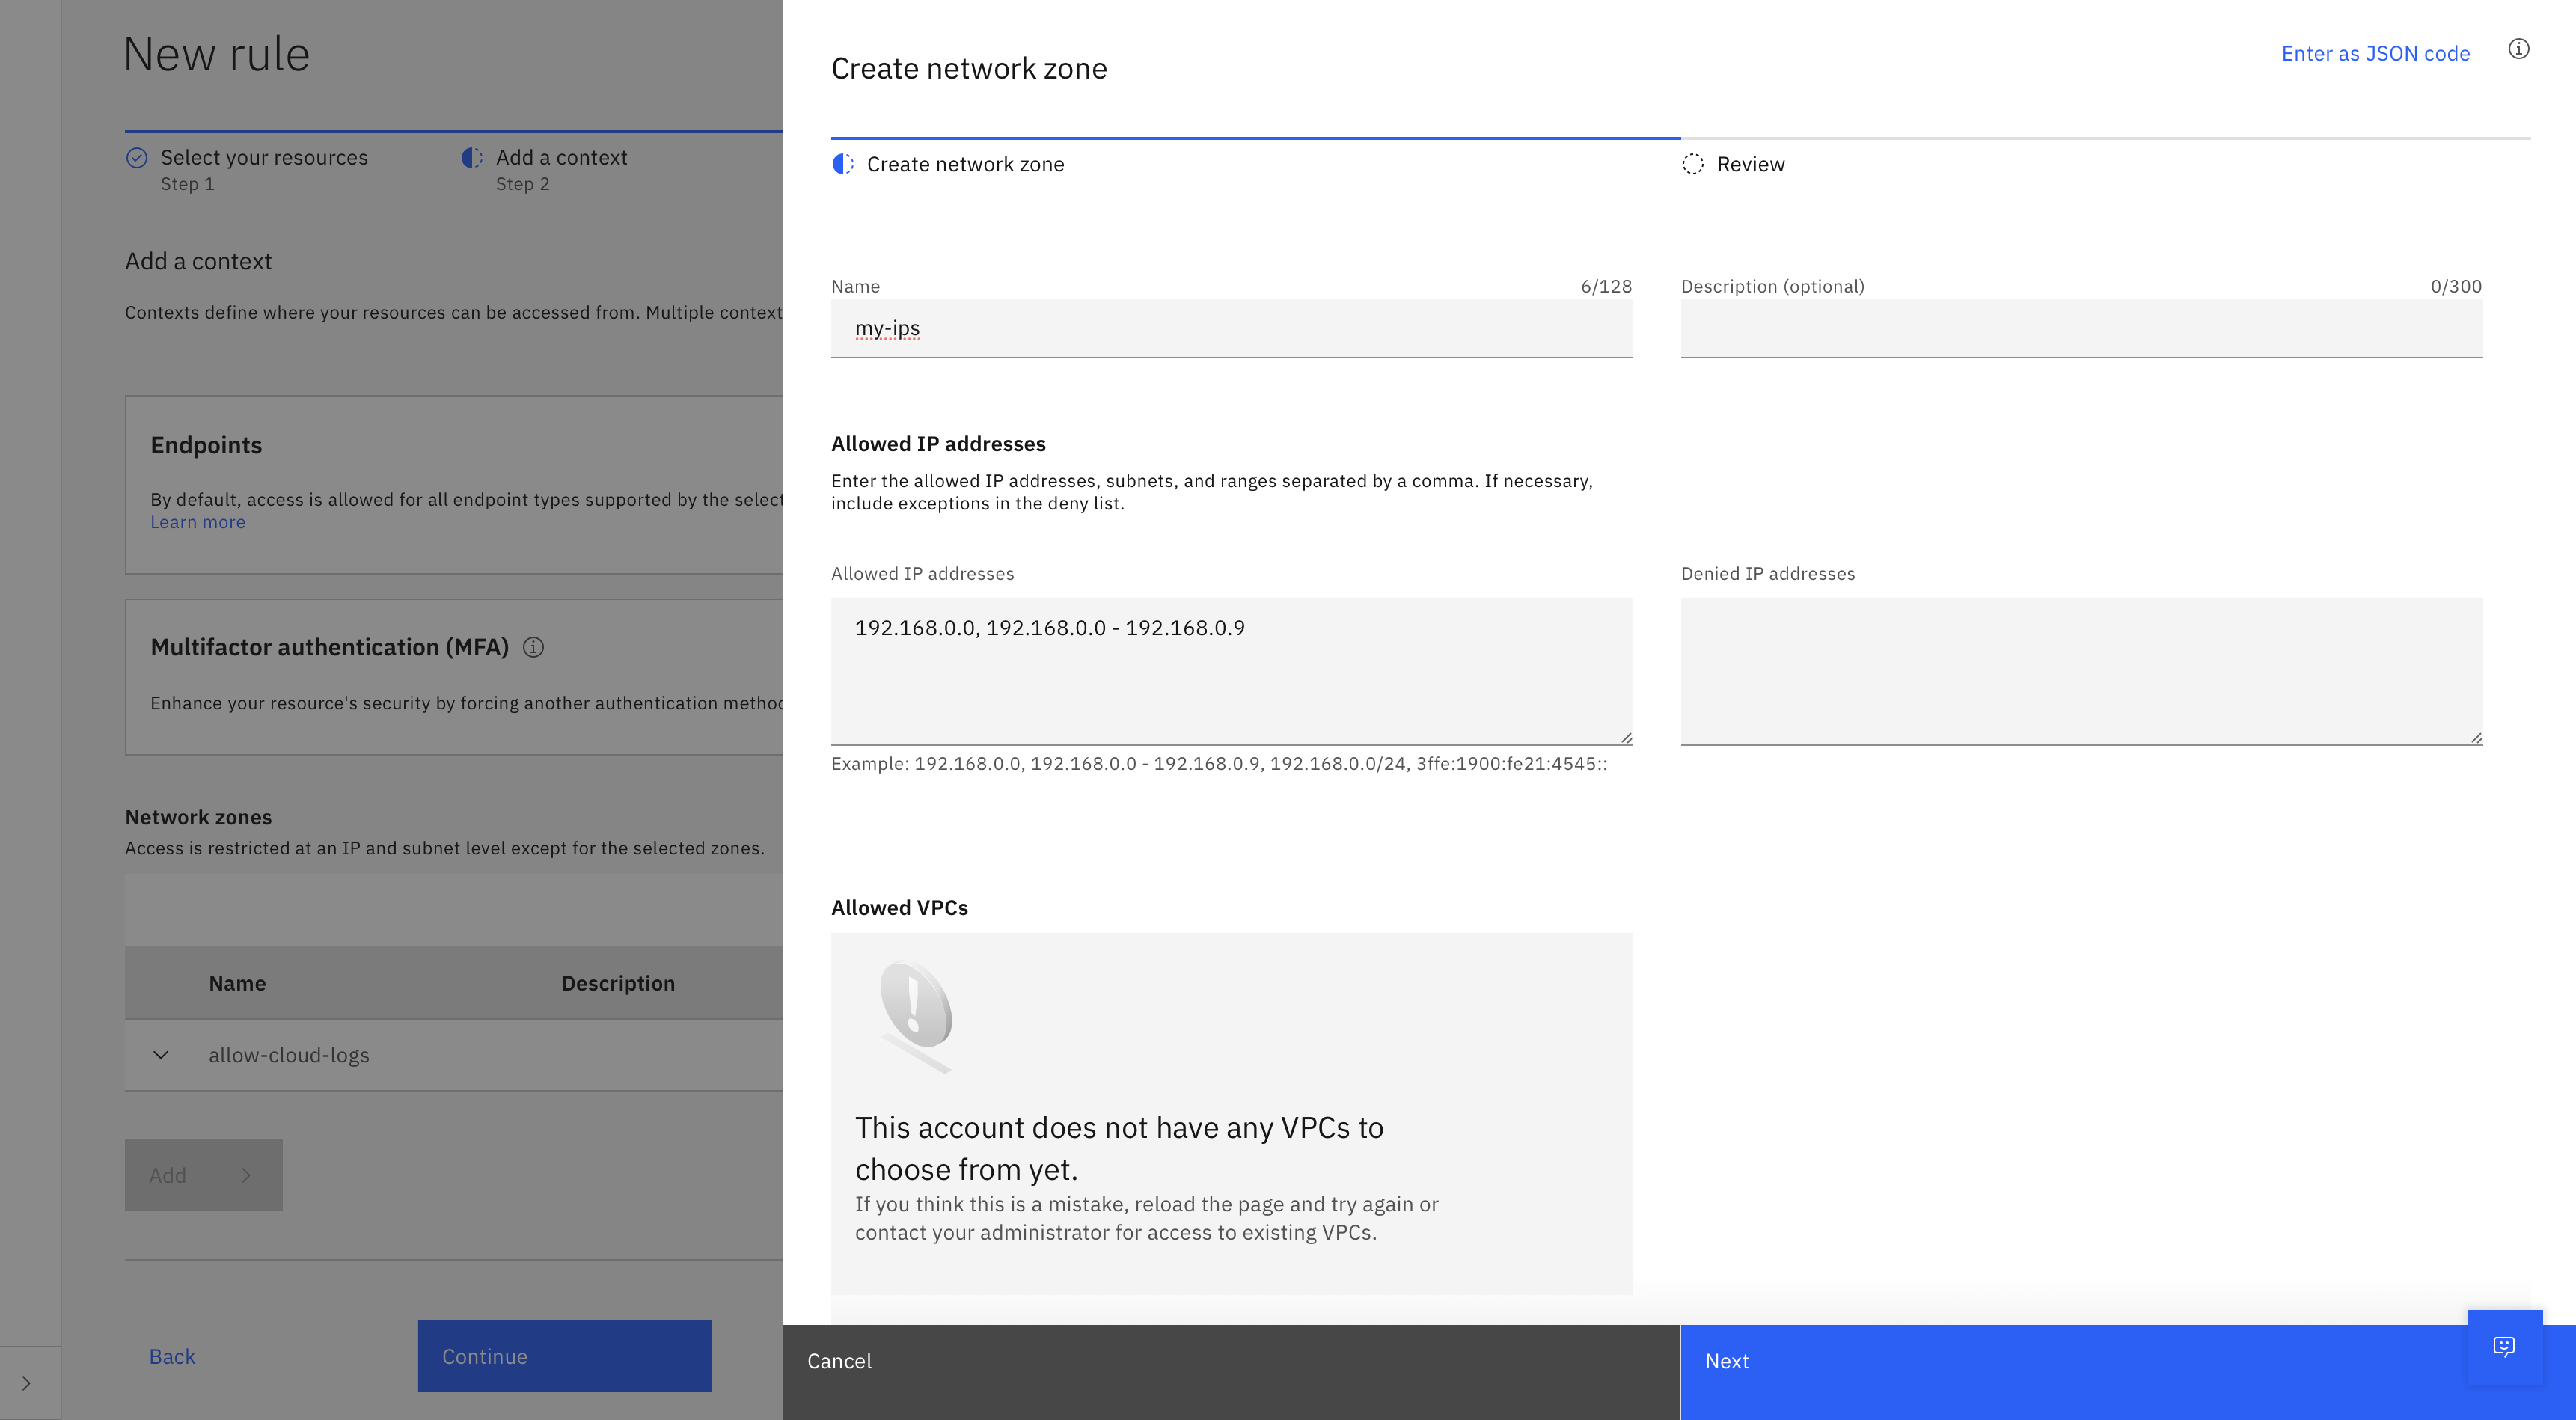 New rule
Select your resources
Step 1
Add a context
Step 2
Add a context
Contexts define where your resources can be accessed from. Multiple context
Endpoints
By default, access is allowed for all endpoint types supported by the select
Learn more
Multifactor authentication (MFA)
Enhance your resource's security by forcing another authentication method
Network zones
Access is restricted at an IP and subnet level except for the selected zones.
Name Description
allow-cloud-logs
Add
Back
Continue
Create network zone
Enter as JSON code
Create network zone
Review
Name 6/128
my-ips
Description (optional) 0/300
Allowed IP addresses
Enter the allowed IP addresses, subnets, and ranges separated by a comma. If necessary,
include exceptions in the deny list.
Allowed IP addresses
192.168.0.0, 192.168.0.0 - 192.168.0.9
Example: 192.168.0.0, 192.168.0.0 - 192.168.0.9, 192.168.0.0/24, 3ffe:1900:fe21:4545::
Denied IP addresses
Allowed VPCs
This account does not have any VPCs to
choose from yet.
If you think this is a mistake, reload the page and try again or
contact your administrator for access to existing VPCs.
Cancel
Next